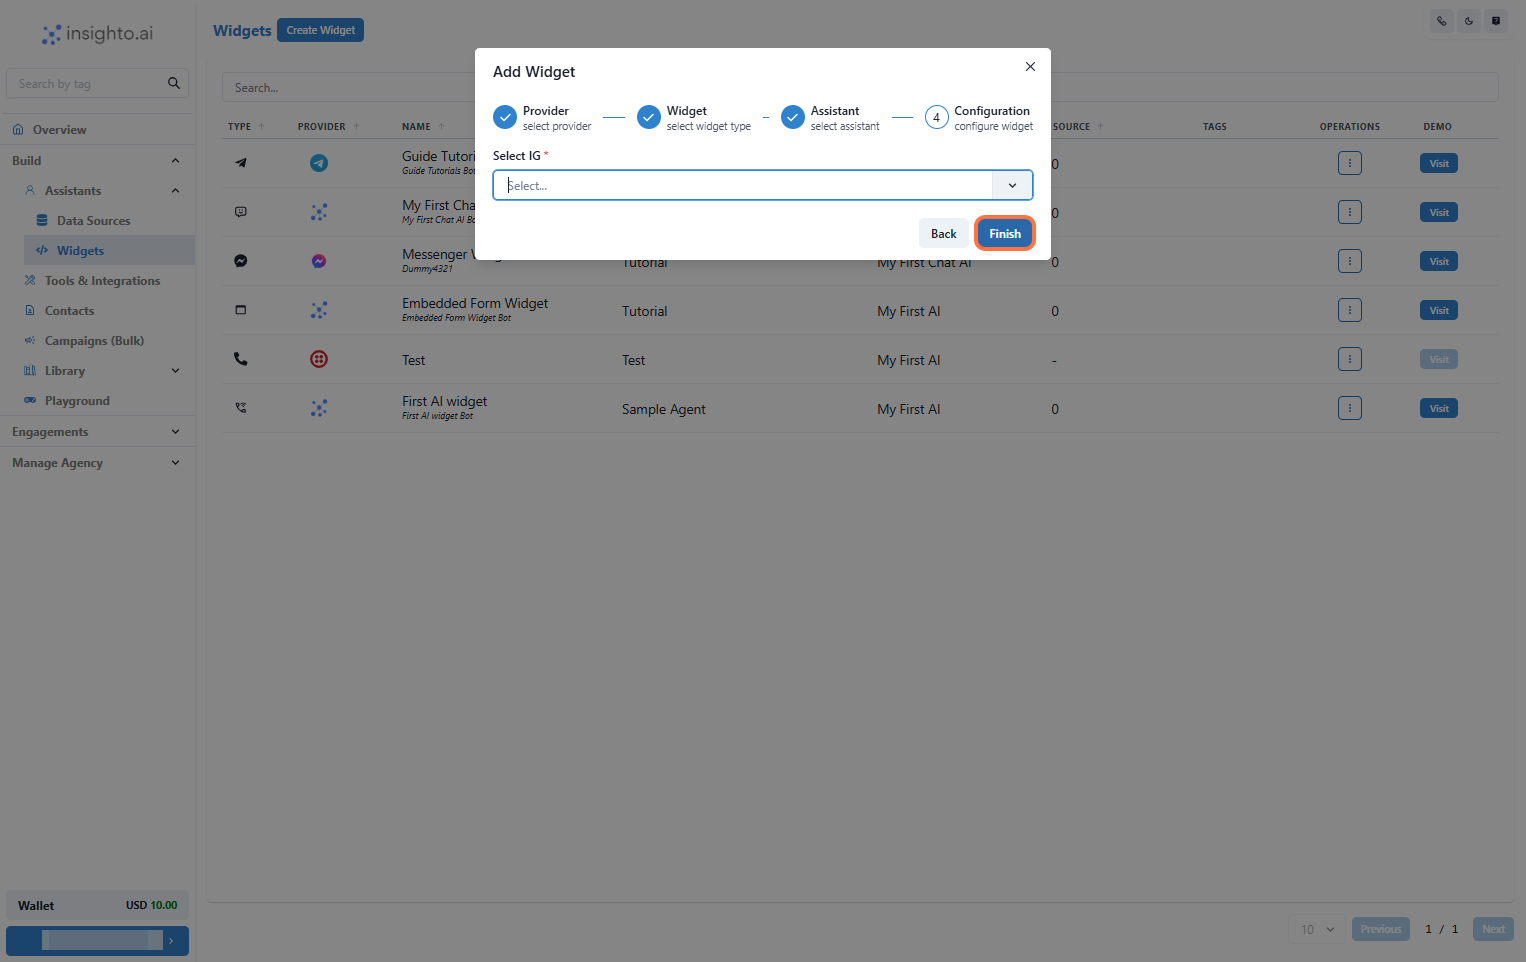 insighto.ai
Widgets
Create Widget
Search by tag
Search...
Overview
Build
Assistants
Data Sources
Widgets
Tools & Integrations
Contacts
Campaigns (Bulk)
Library
Playground
Engagements
Manage Agency
Wallet
USD 10.00
Add Widget
Provider
select provider
Widget
select widget type
Assistant
select assistant
4
Configuration
configure widget
Select IG *
Select...
Back
Finish
TYPE
PROVIDER
NAME
SOURCE
TAGS
OPERATIONS
DEMO
Guide Tutori
Guide Tutorials Bot
0
Visit
My First Cha
My First Chat AI Bo
0
Visit
Messenger
Dummy4321
Tutorial
My First Chat AI
0
Visit
Embedded Form Widget
Embedded Form Widget Bot
Tutorial
My First AI
0
Visit
Test
Test
My First AI
-
Visit
First AI widget
First AI widget Bot
Sample Agent
My First AI
0
Visit
10
Previous
1 / 1
Next